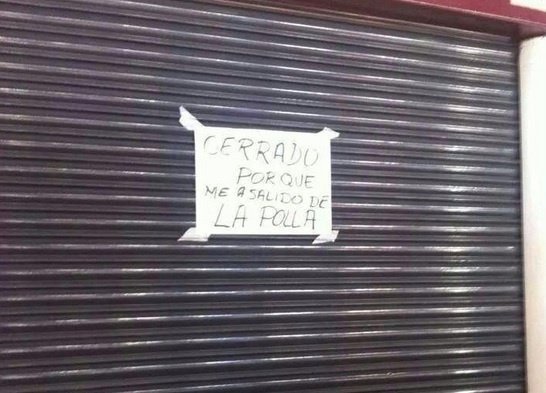 CERRADO
PORQUE
ME A SALIDO DE
LA POLLA